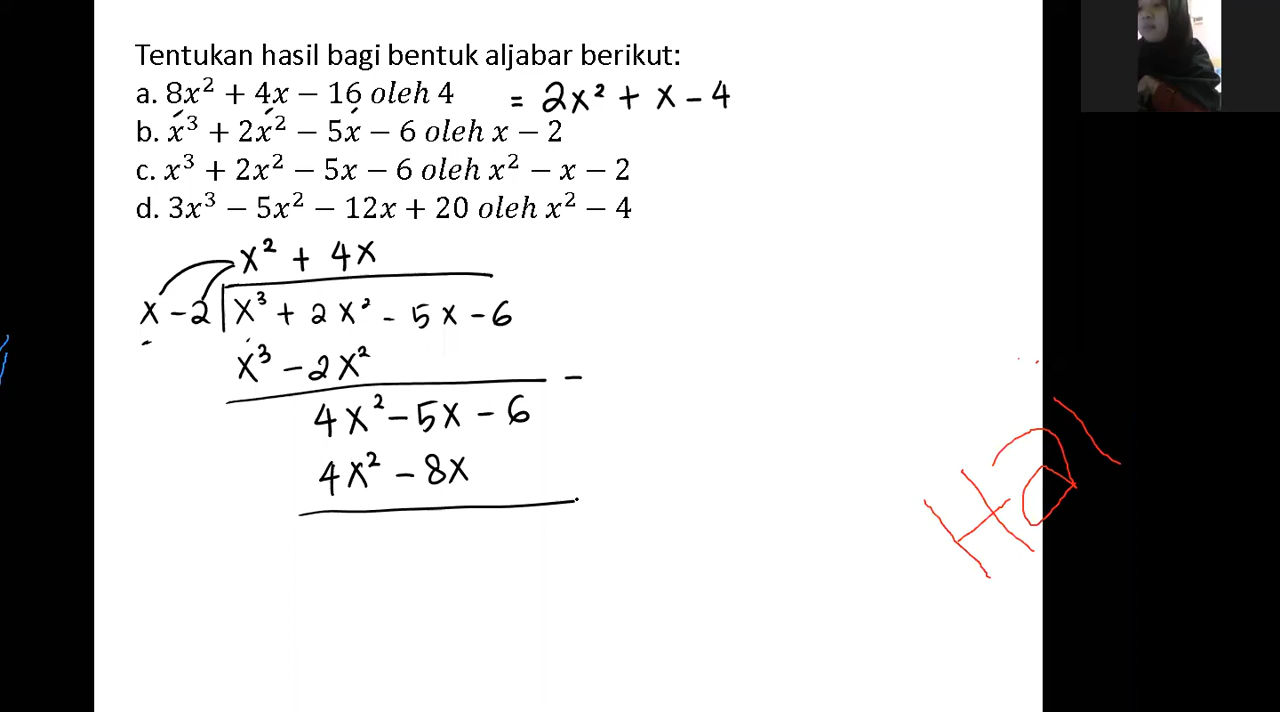 Tentukan hasil bagi bentuk aljabar berikut:
a. 8x² + 4x − 16 oleh 4 = 2x² + x − 4
b. x³ + 2x² − 5x − 6 oleh x − 2
c. x³ + 2x² − 5x − 6 oleh x² − x − 2
d. 3x³ − 5x² − 12x + 20 oleh x² − 4
x² + 4x
x − 2 x³ + 2x² − 5x − 6
x³ − 2x²
−
4x² − 5x − 6
4x² − 8x